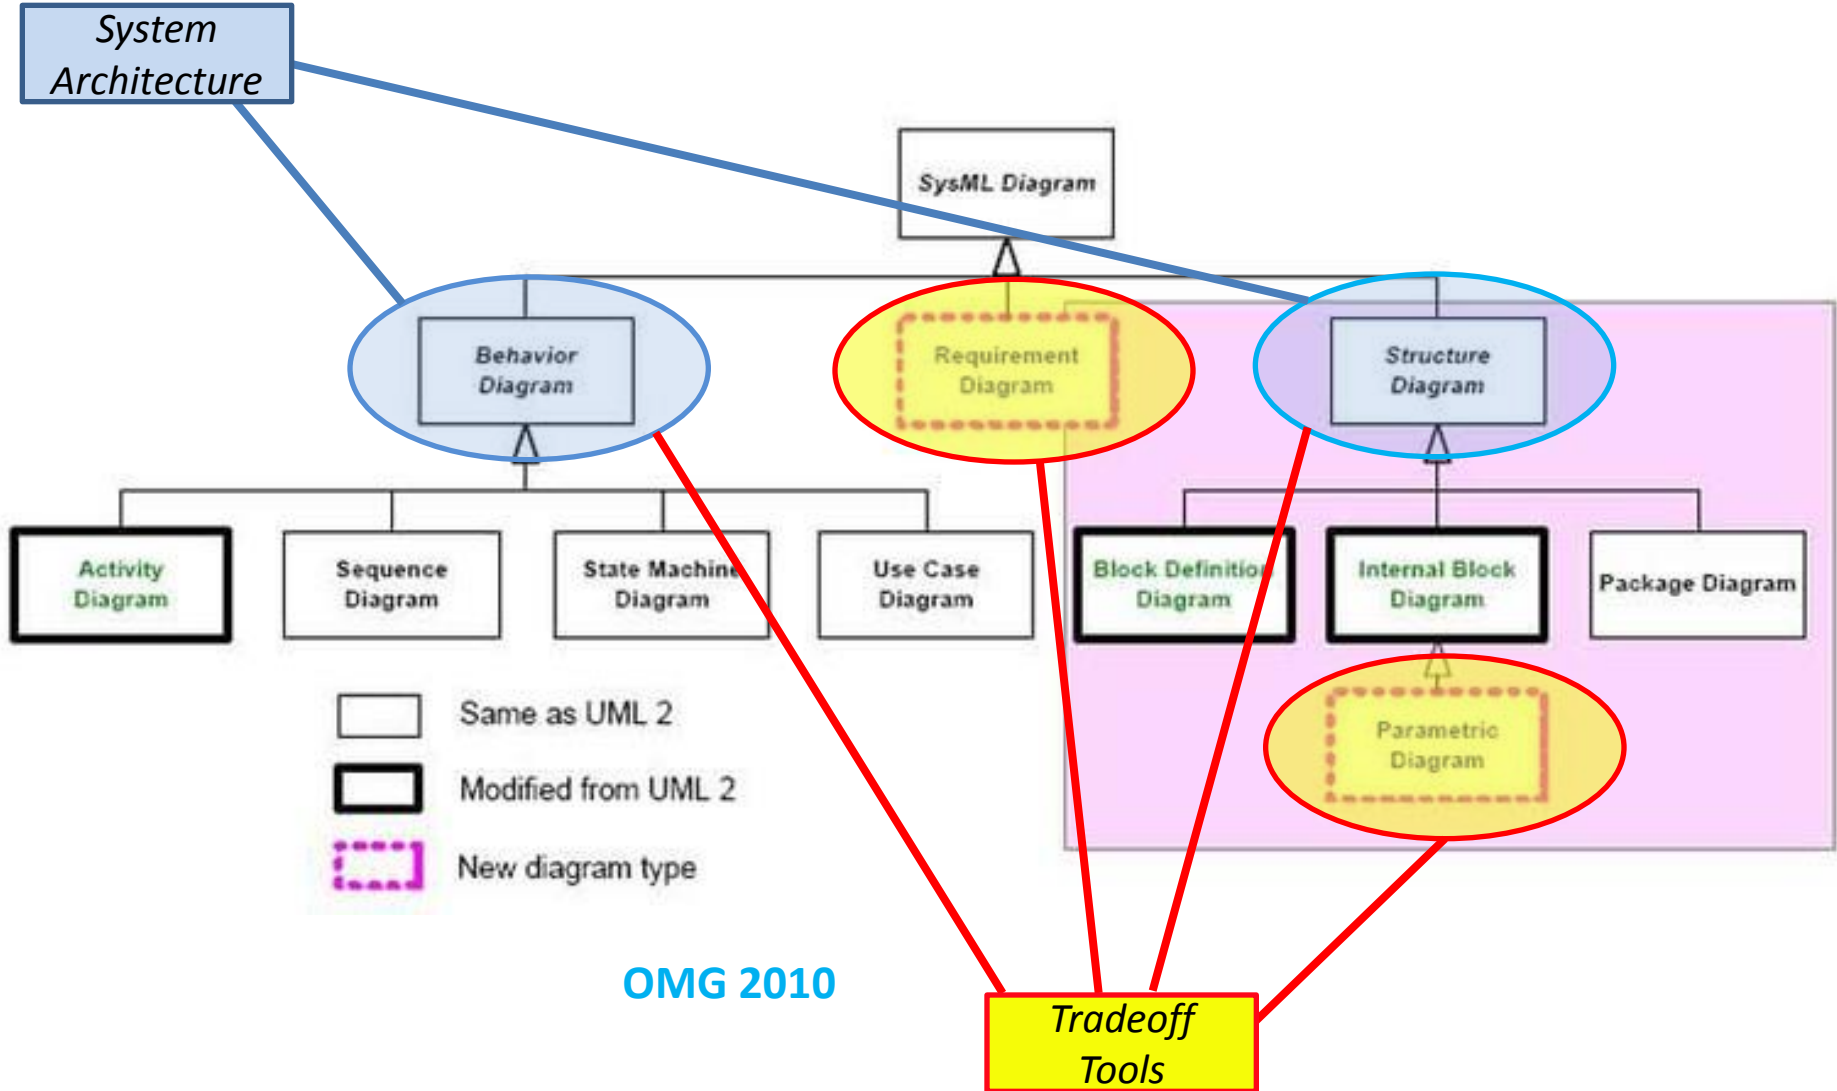 System
Architecture
SysML Diagram
Behavior
Diagram
Requirement
Diagram
Structure
Diagram
Activity
Diagram
Sequence
Diagram
State Machine
Diagram
Use Case
Diagram
Block Definition
Diagram
Internal Block
Diagram
Package Diagram
Parametric
Diagram
Same as UML 2
Modified from UML 2
New diagram type
OMG 2010
Tradeoff
Tools